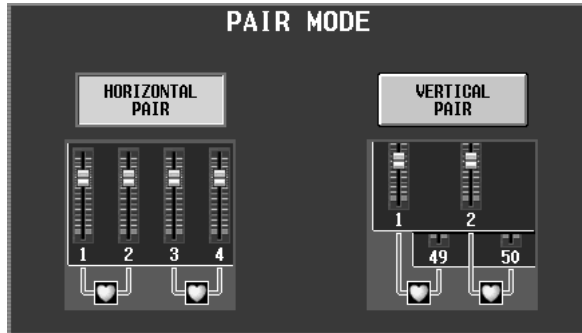 PAIR MODE
HORIZONTAL
PAIR
VERTICAL
PAIR
1 2 3 4
1 2
49 50